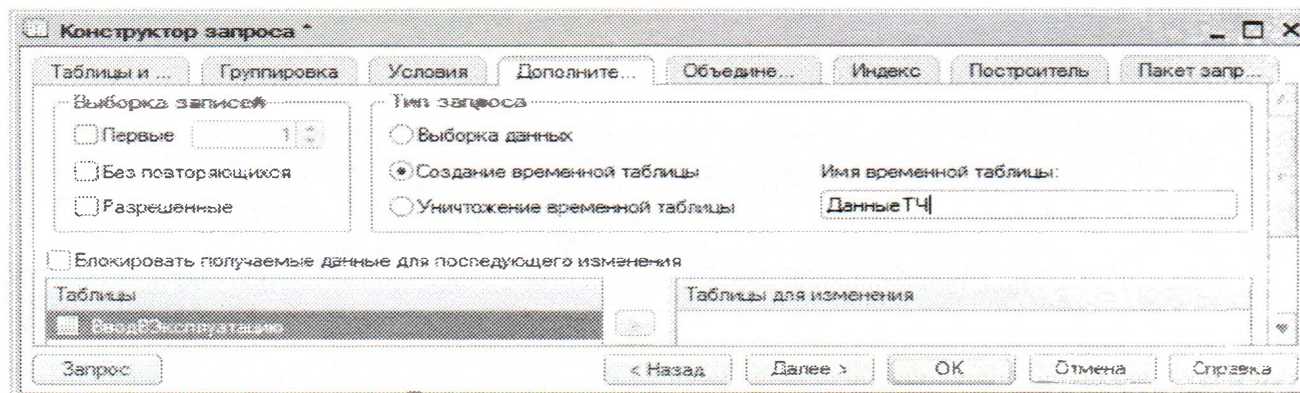 Конструктор запроса *
Таблицы и ... Группировка Условия Дополните... Объедине... Индекс Построитель Пакет запр...
Выборка записей Тип запроса
Первые 1 Выборка данных
Без повторяющихся Создание временной таблицы Имя временной таблицы:
Разрешенные Уничтожение временной таблицы ДанныеТЧ
Блокировать получаемые данные для последующего изменения
Таблицы Таблицы для изменения
ВводВЭксплуатацию >
Запрос < Назад Далее > OK Отмена Справка